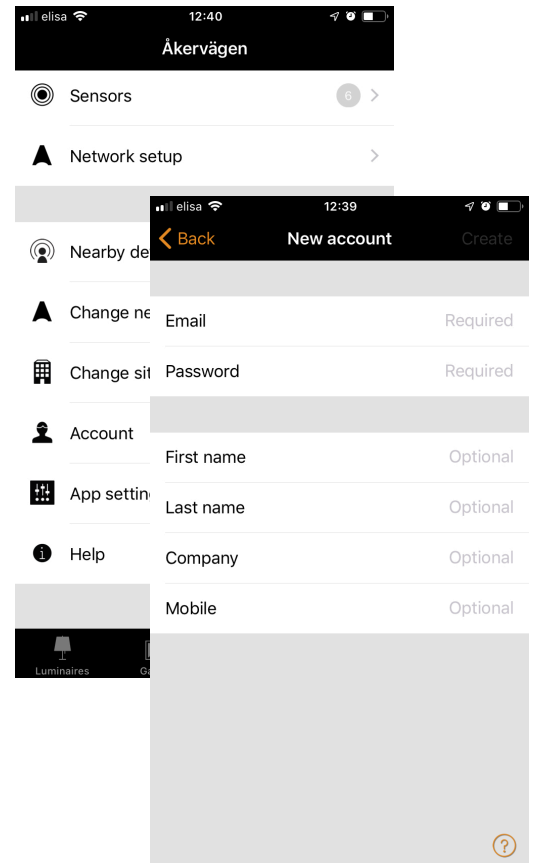 elisa 12:40
Åkervägen
Sensors 6
Network setup
Nearby de
Change ne
Change sit
Account
App settin
Help
Luminaires Ga
elisa 12:39
Back New account Create
Email Required
Password Required
First name Optional
Last name Optional
Company Optional
Mobile Optional
?